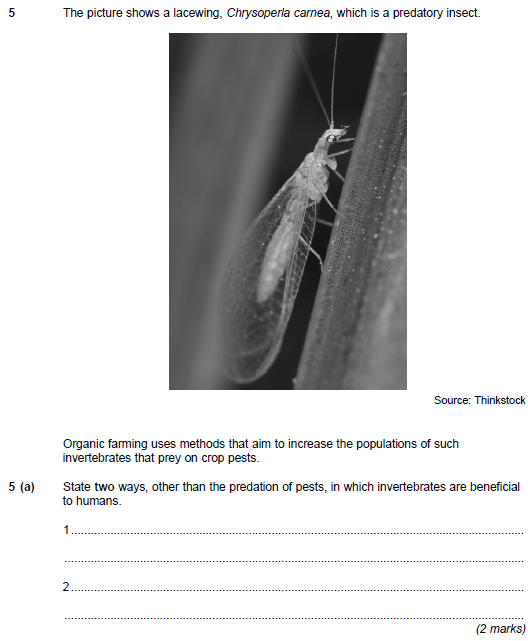 5 The picture shows a lacewing, Chrysoperla carnea, which is a predatory insect.
Source: Thinkstock
Organic farming uses methods that aim to increase the populations of such
invertebrates that prey on crop pests.
5 (a) State two ways, other than the predation of pests, in which invertebrates are beneficial
to humans.
1
2
(2 marks)